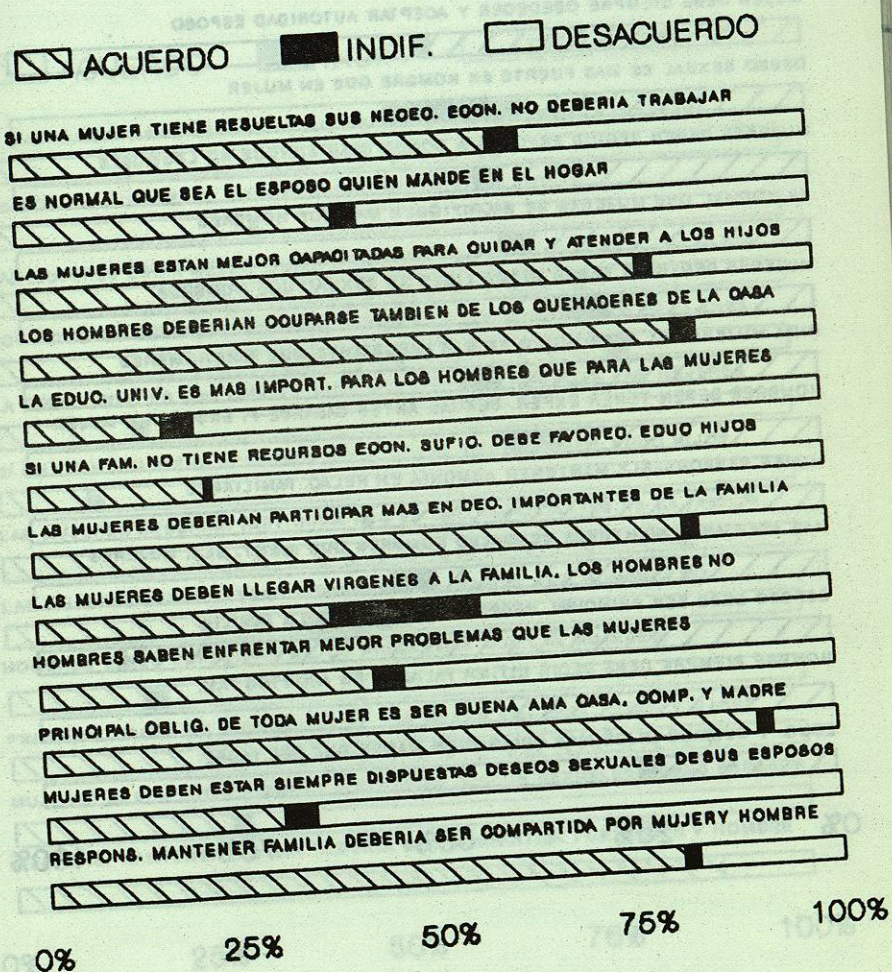 ACUERDO INDIF. DESACUERDO
SI UNA MUJER TIENE RESUELTAS SUS NECEC. ECON. NO DEBERIA TRABAJAR
ES NORMAL QUE SEA EL ESPOSO QUIEN MANDE EN EL HOGAR
LAS MUJERES ESTAN MEJOR CAPACITADAS PARA CUIDAR Y ATENDER A LOS HIJOS
LOS HOMBRES DEBERIAN OCUPARSE TAMBIEN DE LOS QUEHACERES DE LA CASA
LA EDUC. UNIV. ES MAS IMPORT. PARA LOS HOMBRES QUE PARA LAS MUJERES
SI UNA FAM. NO TIENE RECURSOS ECON. SUFIC. DEBE FAVOREC. EDUC HIJOS
LAS MUJERES DEBERIAN PARTICIPAR MAS EN DEC. IMPORTANTES DE LA FAMILIA
LAS MUJERES DEBEN LLEGAR VIRGENES A LA FAMILIA, LOS HOMBRES NO
HOMBRES SABEN ENFRENTAR MEJOR PROBLEMAS QUE LAS MUJERES
PRINCIPAL OBLIG. DE TODA MUJER ES SER BUENA AMA CASA, COMP. Y MADRE
MUJERES DEBEN ESTAR SIEMPRE DISPUESTAS DESEOS SEXUALES DE SUS ESPOSOS
RESPONS. MANTENER FAMILIA DEBERIA SER COMPARTIDA POR MUJER Y HOMBRE
0% 25% 50% 75% 100%